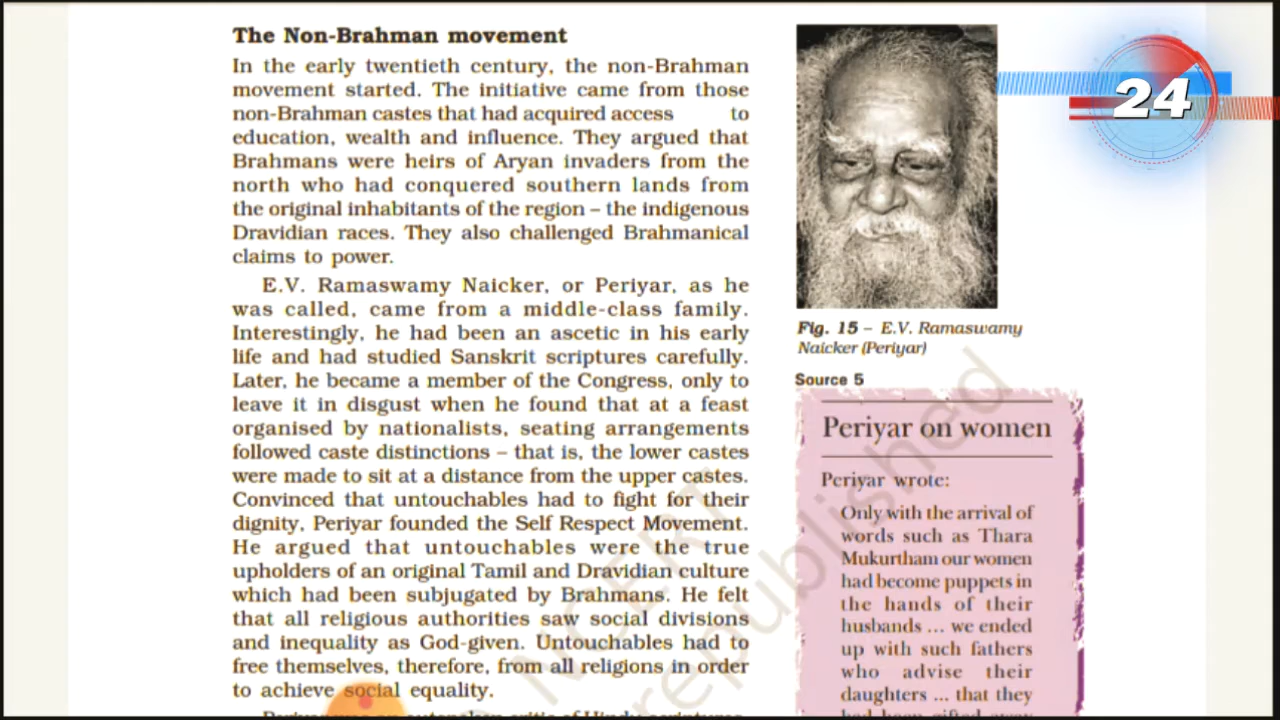 The Non-Brahman movement
In the early twentieth century, the non-Brahman
movement started. The initiative came from those
non-Brahman castes that had acquired access to
education, wealth and influence. They argued that
Brahmans were heirs of Aryan invaders from the
north who had conquered southern lands from
the original inhabitants of the region – the indigenous
Dravidian races. They also challenged Brahmanical
claims to power.
E.V. Ramaswamy Naicker, or Periyar, as he
was called, came from a middle-class family.
Interestingly, he had been an ascetic in his early
life and had studied Sanskrit scriptures carefully.
Later, he became a member of the Congress, only to
leave it in disgust when he found that at a feast
organised by nationalists, seating arrangements
followed caste distinctions – that is, the lower castes
were made to sit at a distance from the upper castes.
Convinced that untouchables had to fight for their
dignity, Periyar founded the Self Respect Movement.
He argued that untouchables were the true
upholders of an original Tamil and Dravidian culture
which had been subjugated by Brahmans. He felt
that all religious authorities saw social divisions
and inequality as God-given. Untouchables had to
free themselves, therefore, from all religions in order
to achieve social equality.
24
Fig. 15 – E.V. Ramaswamy
Naicker (Periyar)
Source 5
Periyar on women
Periyar wrote:
Only with the arrival of
words such as Thara
Mukurtham our women
had become puppets in
the hands of their
husbands ... we ended
up with such fathers
who advise their
daughters ... that they
NCERT
republished